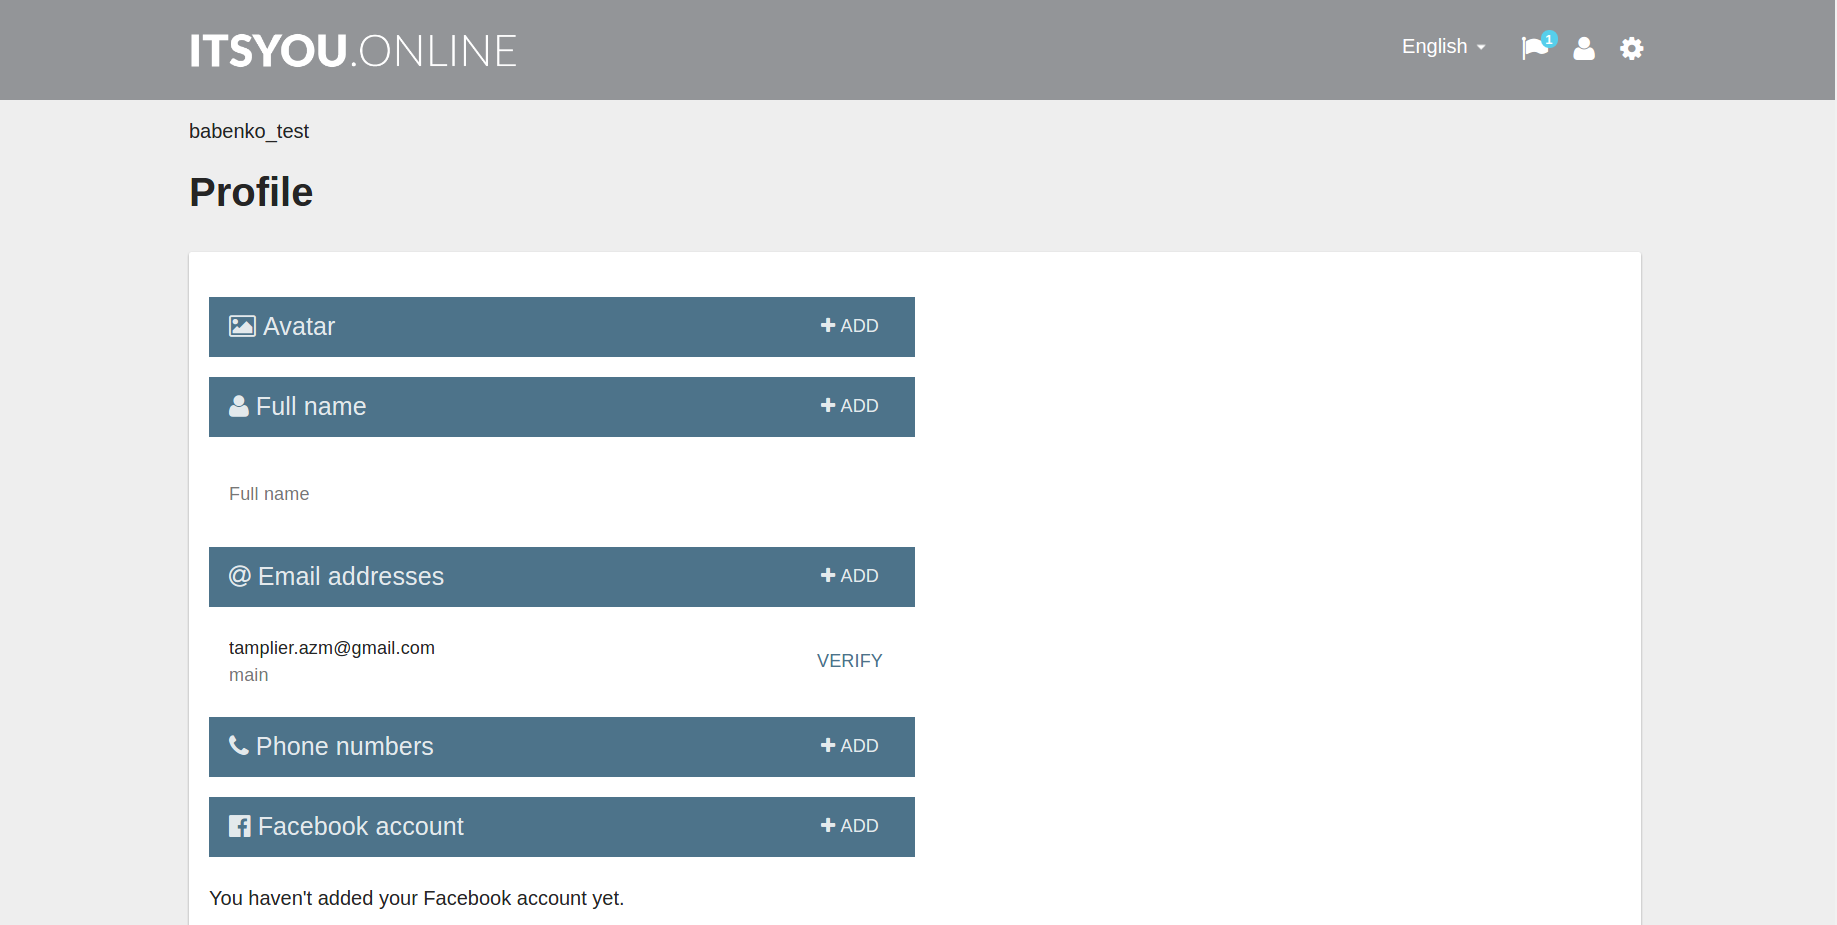 ITSYOU.ONLINE
English
1
babenko_test
Profile
Avatar
ADD
Full name
ADD
Full name
@ Email addresses
ADD
tamplier.azm@gmail.com
main
VERIFY
Phone numbers
ADD
Facebook account
ADD
You haven't added your Facebook account yet.